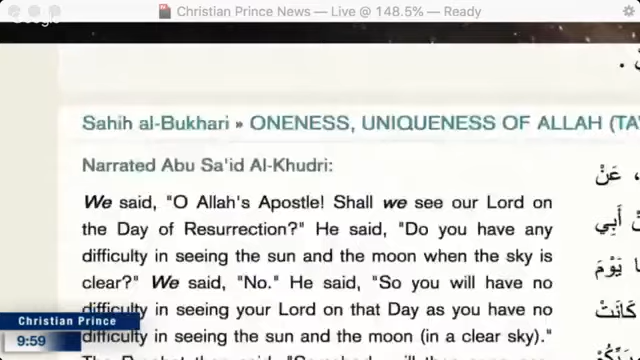 Christian Prince News — Live @ 148.5% — Ready
Sahih al-Bukhari » ONENESS, UNIQUENESS OF ALLAH (TA
Narrated Abu Sa'id Al-Khudri:
We said, "O Allah's Apostle! Shall we see our Lord on
the Day of Resurrection?" He said, "Do you have any
difficulty in seeing the sun and the moon when the sky is
clear?" We said, "No." He said, "So you will have no
difficulty in seeing your Lord on that Day as you have no
difficulty in seeing the sun and the moon (in a clear sky)."
، عَنْ
أَبِي
يَوْمَ
كَانَتْ
Christian Prince
9:59